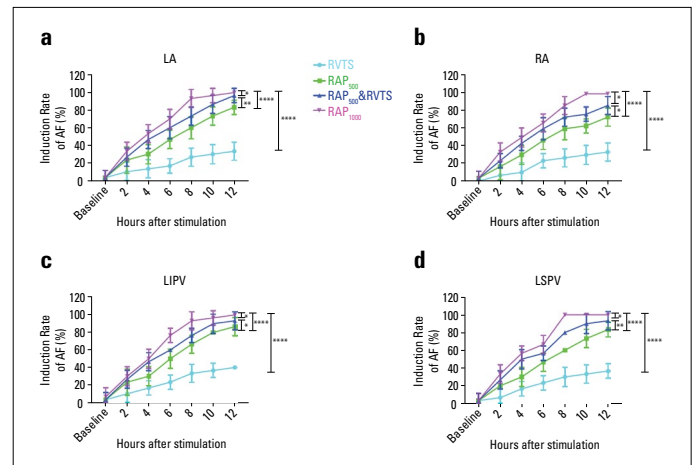 a
LA
Induction Rate
of AF (%)
120
100
80
60
40
20
0
Baseline
2
4
6
8
10
12
Hours after stimulation
*
**
****
****
RVTS
RAP500
RAP500&RVTS
RAP1000
b
RA
Induction Rate
of AF (%)
120
100
80
60
40
20
0
Baseline
2
4
6
8
10
12
Hours after stimulation
*
*
****
****
c
LIPV
Induction Rate
of AF (%)
120
100
80
60
40
20
0
Baseline
2
4
6
8
10
12
Hours after stimulation
*
*
****
****
d
LSPV
Induction Rate
of AF (%)
120
100
80
60
40
20
0
Baseline
2
4
6
8
10
12
Hours after stimulation
*
**
****
****